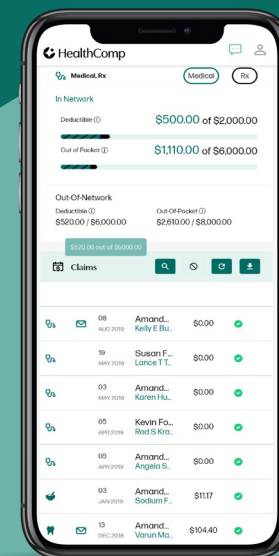 HealthComp
Medical, Rx
Medical
Rx
In Network
Deductible
$500.00 of $2,000.00
Out of Pocket
$1,110.00 of $6,000.00
Out-Of-Network
Deductible
Out-Of-Pocket
$520.00 / $6,000.00
$2,610.00 / $8,000.00
$520.00 out of $6000.00
Claims
08 Amand... $0.00
AUG 2019 Kelly E Bu...
19 Susan F... $0.00
MAY 2019 Lance T T...
03 Amand... $0.00
MAY 2019 Karen Hu...
05 Kevin Fo... $0.00
APR 2019 Rod S Kra...
05 Amand... $0.00
APR 2019 Angela S...
03 Amand... $11.17
JAN 2019 Sodium F...
13 Amand... $104.40
DEC 2018 Varun Ma...